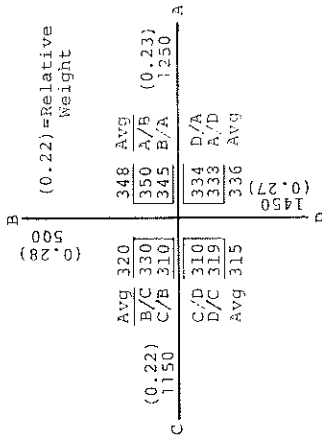 B
500
(0.28)
(0.22)=Relative
Weight
Avg 320
B/C 330
C/B 310
348 Avg
350 A/B
345 B/A
(0.22)
1150
C
(0.23)
1250
A
C/D 310
D/C 319
Avg 315
334 D/A
338 A/D
336 Avg
1450
(0.27)
D